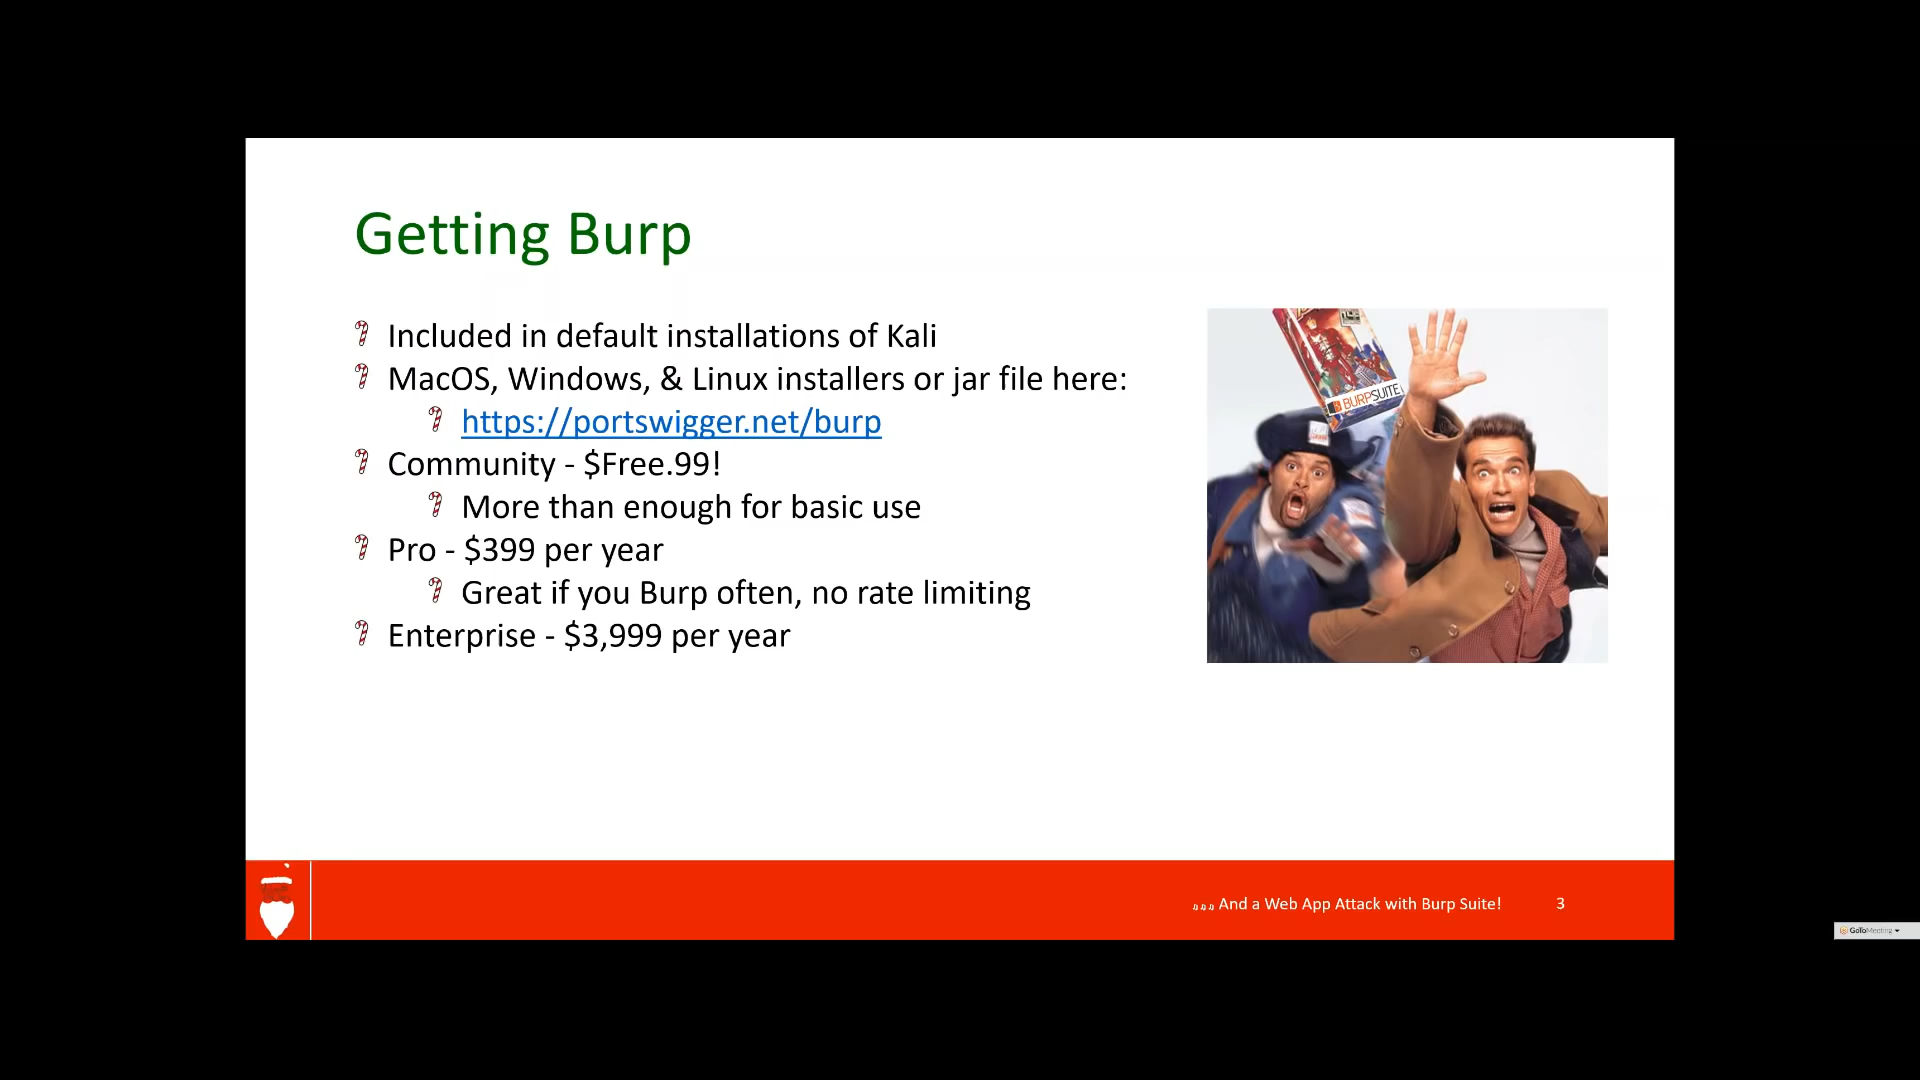 Getting Burp
Included in default installations of Kali
MacOS, Windows, & Linux installers or jar file here:
https://portswigger.net/burp
Community - $Free.99!
More than enough for basic use
Pro - $399 per year
Great if you Burp often, no rate limiting
Enterprise - $3,999 per year
BURPSUITE
♫♫♫ And a Web App Attack with Burp Suite!
3
GoToMeeting